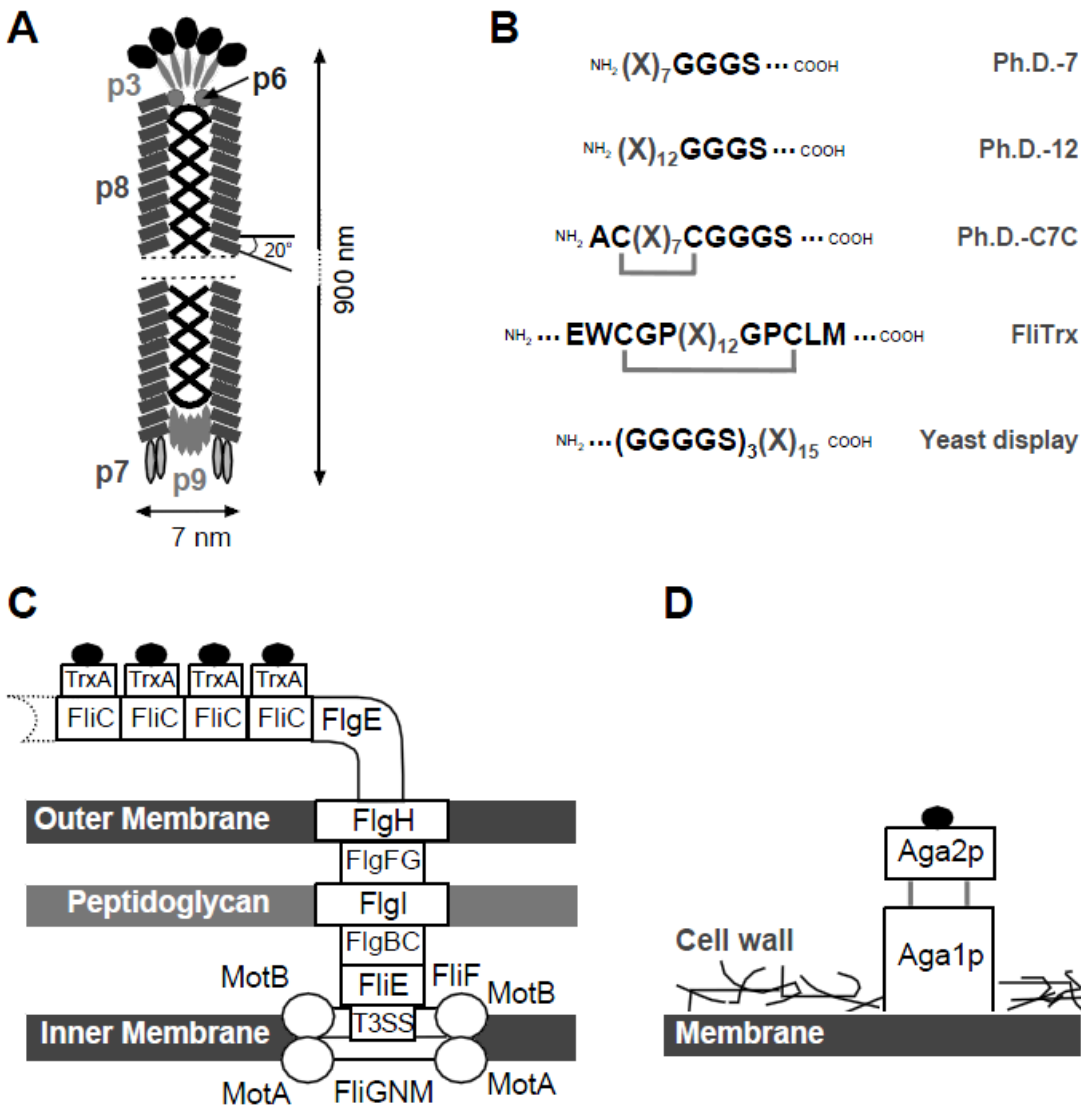 A
p3
p6
p8
20°
900 nm
p7
p9
7 nm
B
NH2 (X)7GGGS ··· COOH Ph.D.-7
NH2 (X)12GGGS ··· COOH Ph.D.-12
NH2 AC(X)7CGGGS ··· COOH Ph.D.-C7C
NH2 ··· EWCGP(X)12GPCLM ··· COOH FliTrx
NH2 ···(GGGGS)3(X)15 COOH Yeast display
C
TrxA TrxA TrxA TrxA
FliC FliC FliC FliC FlgE
Outer Membrane FlgH
FlgFG
Peptidoglycan FlgI
FlgBC
MotB FliE FliF MotB
Inner Membrane T3SS
MotA FliGNM MotA
D
Aga2p
Cell wall Aga1p
Membrane